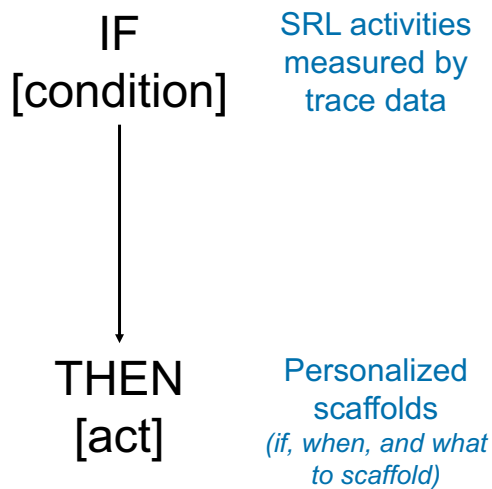 IF
[condition]
SRL activities
measured by
trace data
THEN
[act]
Personalized
scaffolds
(if, when, and what
to scaffold)